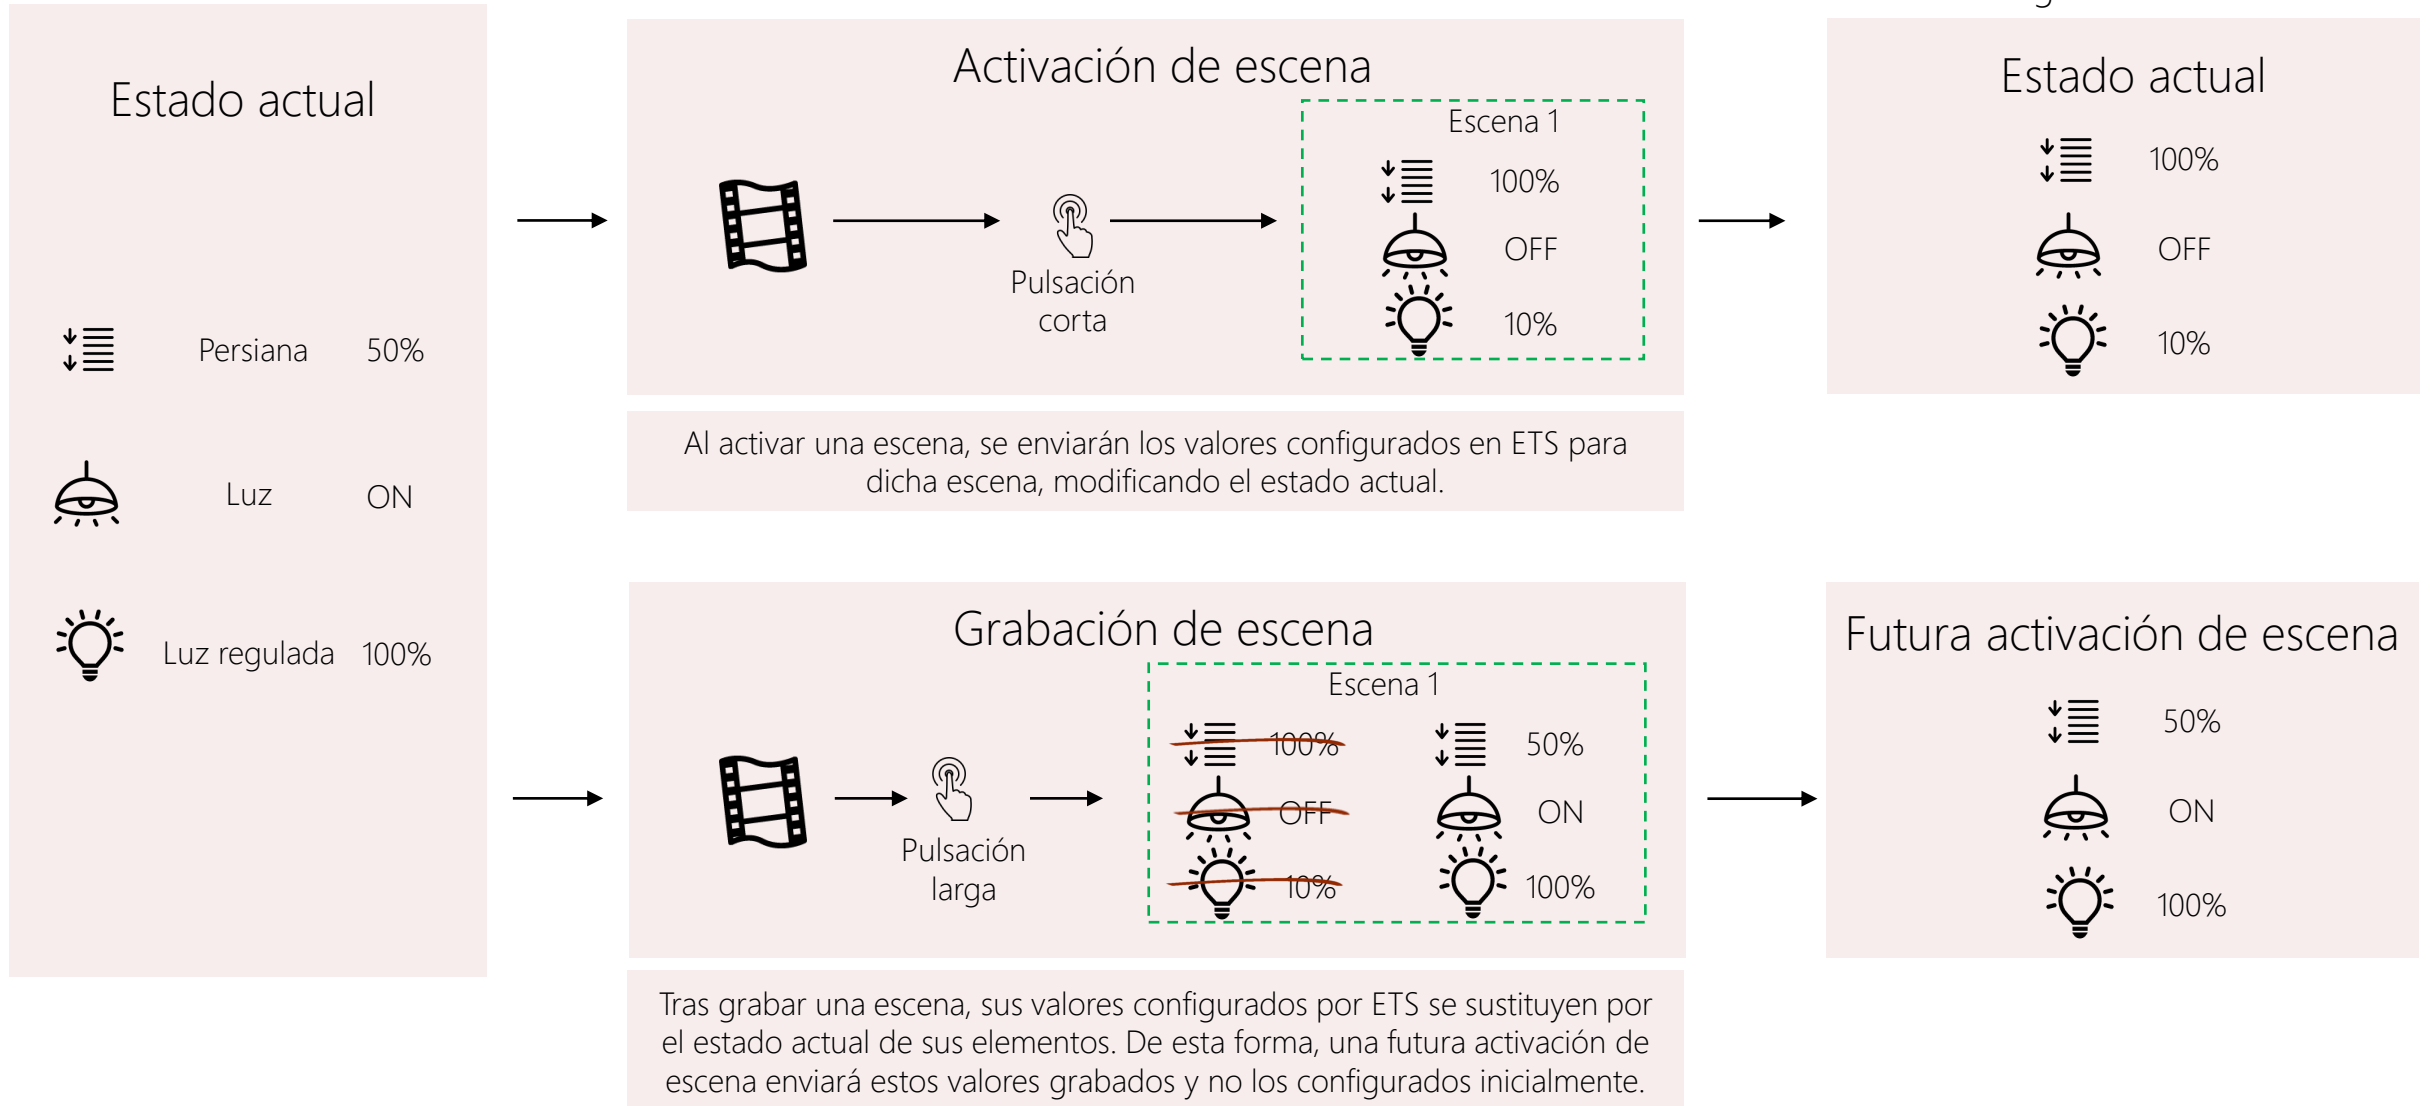 Estado actual
Persiana 50%
Luz ON
Luz regulada 100%
Activación de escena
Pulsación
corta
Escena 1
100%
OFF
10%
Estado actual
100%
OFF
10%
Al activar una escena, se enviarán los valores configurados en ETS para
dicha escena, modificando el estado actual.
Grabación de escena
Pulsación
larga
Escena 1
100% 50%
OFF ON
10% 100%
Futura activación de escena
50%
ON
100%
Tras grabar una escena, sus valores configurados por ETS se sustituyen por
el estado actual de sus elementos. De esta forma, una futura activación de
escena enviará estos valores grabados y no los configurados inicialmente.